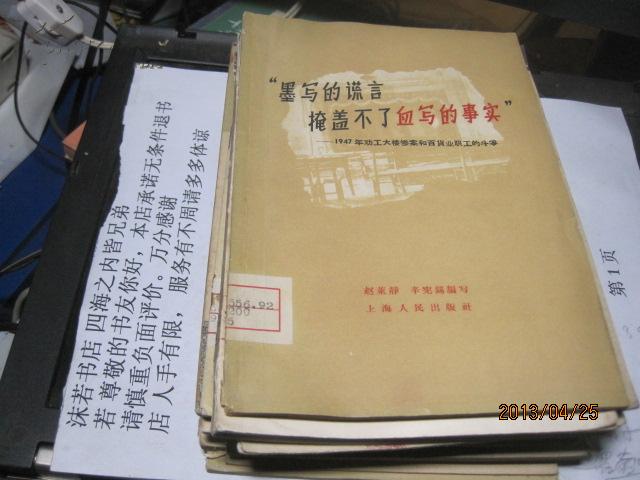 “墨写的谎言
掩盖不了血写的事实”
——1947年劝工大楼惨案和百货业职工的斗争
赵莱静 辛宪锡编写
上海人民出版社
沫若书店 四海之内皆兄弟
若 尊敬的书友你好，本店承诺无条件退书
请慎重负面评价。万分感谢
店 人手有限， 服务有不周请多多体谅
第1页
2013/04/25